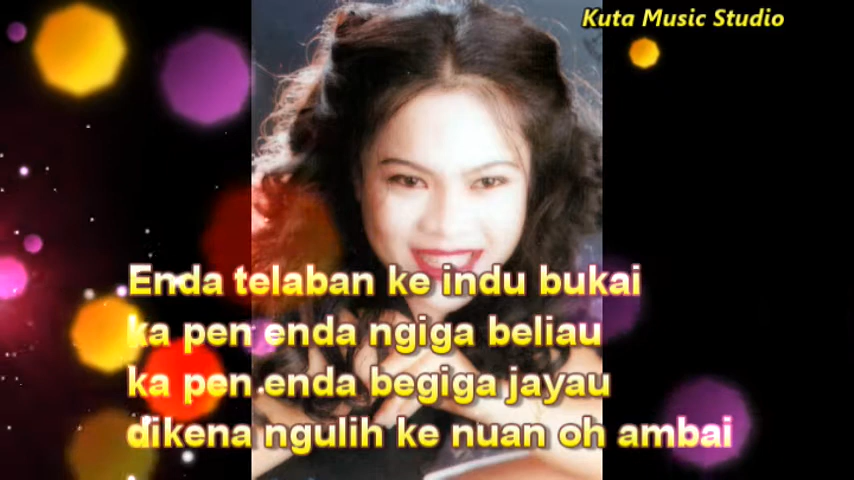 Kuta Music Studio
Enda telaban ke indu bukai
ka pen enda ngiga beliau
ka pen enda begiga jayau
dikena ngulih ke nuan oh ambai